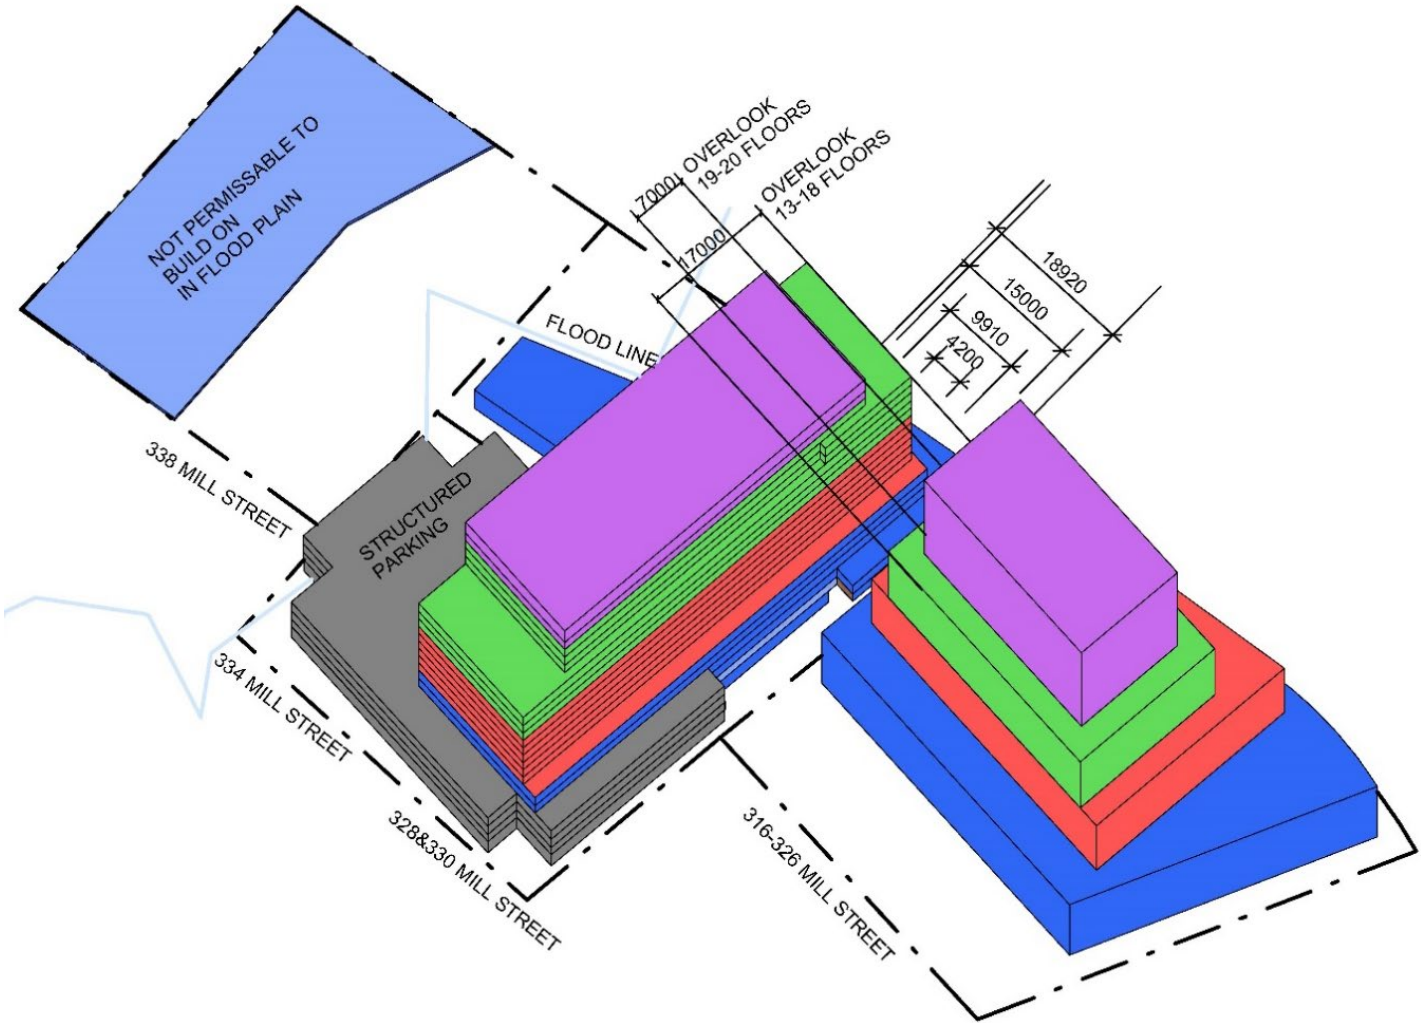 NOT PERMISSABLE TO
BUILD ON
IN FLOOD PLAIN
7000
OVERLOOK
19-20 FLOORS
OVERLOOK
13-18 FLOORS
17000
18920
15000
9910
4200
FLOOD LINE
338 MILL STREET
STRUCTURED
PARKING
334 MILL STREET
328&330 MILL STREET
316-326 MILL STREET